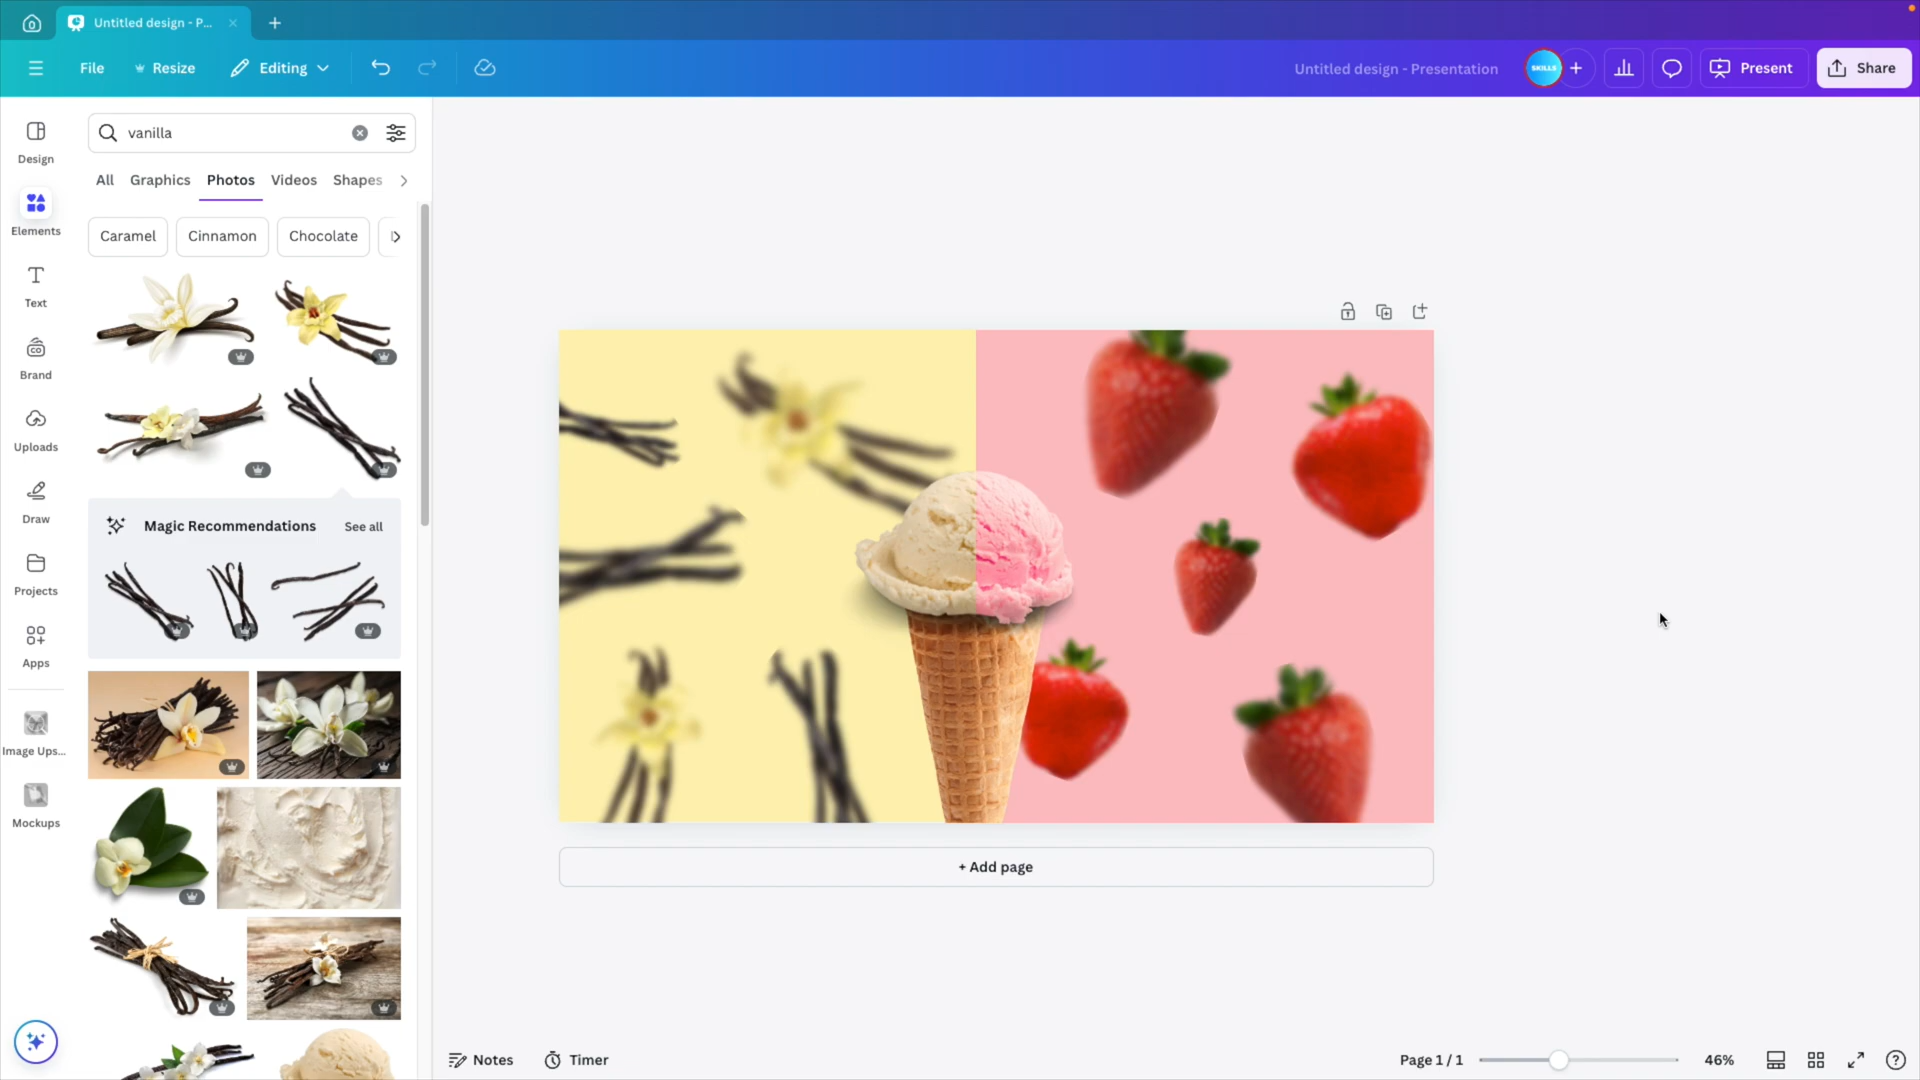 Untitled design - P...
File
Resize
Editing
Untitled design - Presentation
SKILLS
Present
Share
Design
Elements
Text
Brand
Uploads
Draw
Projects
Apps
Image Ups...
Mockups
vanilla
All Graphics Photos Videos Shapes
Caramel Cinnamon Chocolate
Magic Recommendations See all
+ Add page
Notes
Timer
Page 1 / 1
46%